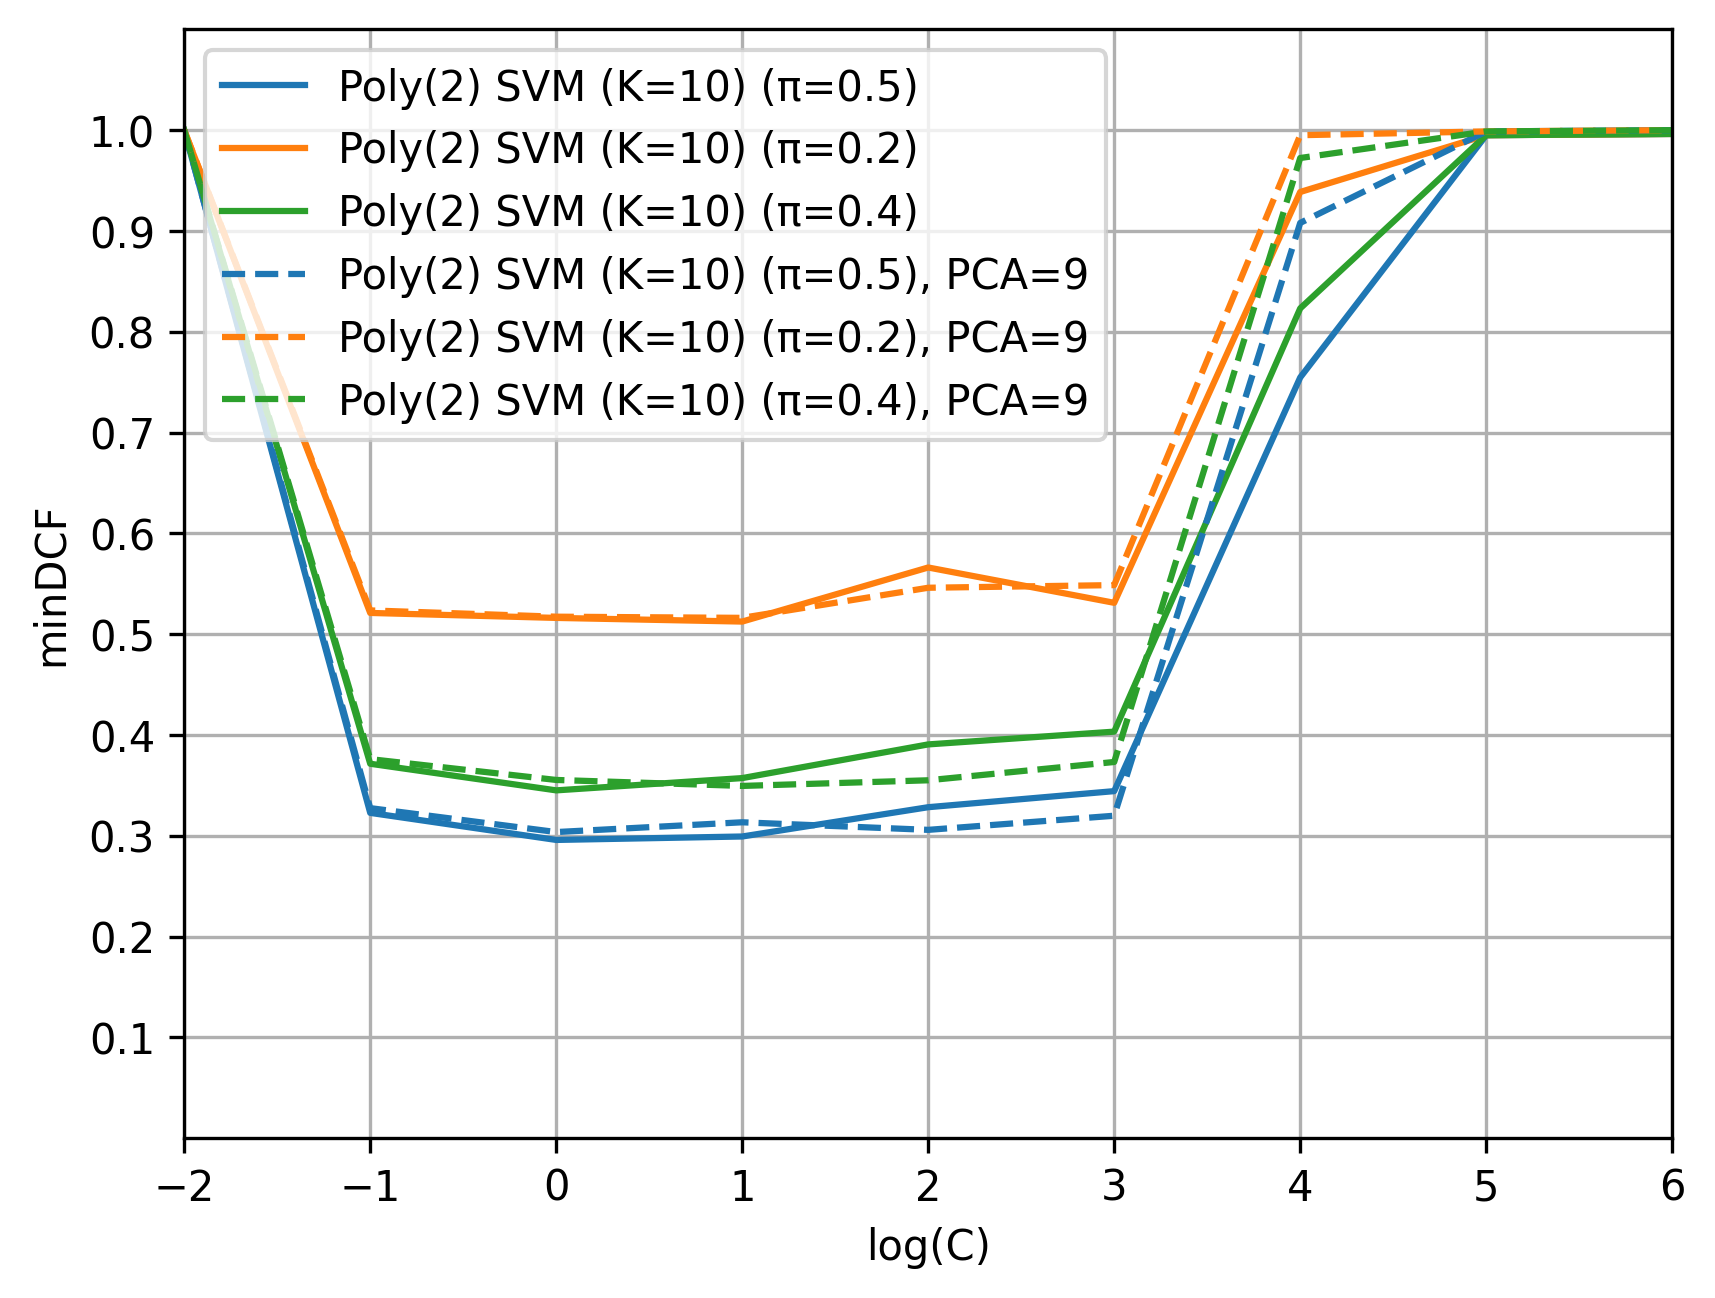 Poly(2) SVM (K=10) (π=0.5)
Poly(2) SVM (K=10) (π=0.2)
Poly(2) SVM (K=10) (π=0.4)
Poly(2) SVM (K=10) (π=0.5), PCA=9
Poly(2) SVM (K=10) (π=0.2), PCA=9
Poly(2) SVM (K=10) (π=0.4), PCA=9
1.0
0.9
0.8
0.7
0.6
0.5
0.4
0.3
0.2
0.1
minDCF
−2 −1 0 1 2 3 4 5 6
log(C)